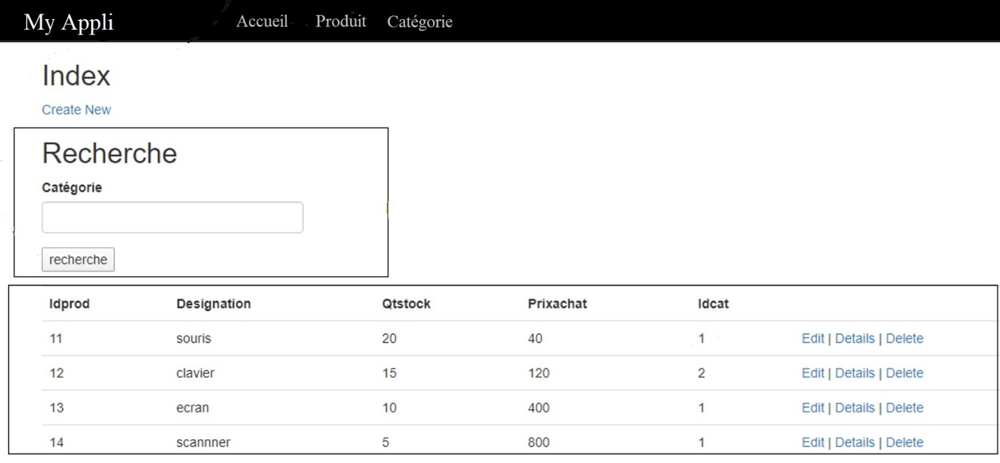 My Appli Accueil Produit Catégorie
Index
Create New
Recherche
Catégorie
recherche
Idprod Designation Qtstock Prixachat Idcat
11 souris 20 40 1 Edit | Details | Delete
12 clavier 15 120 2 Edit | Details | Delete
13 ecran 10 400 1 Edit | Details | Delete
14 scannner 5 800 1 Edit | Details | Delete